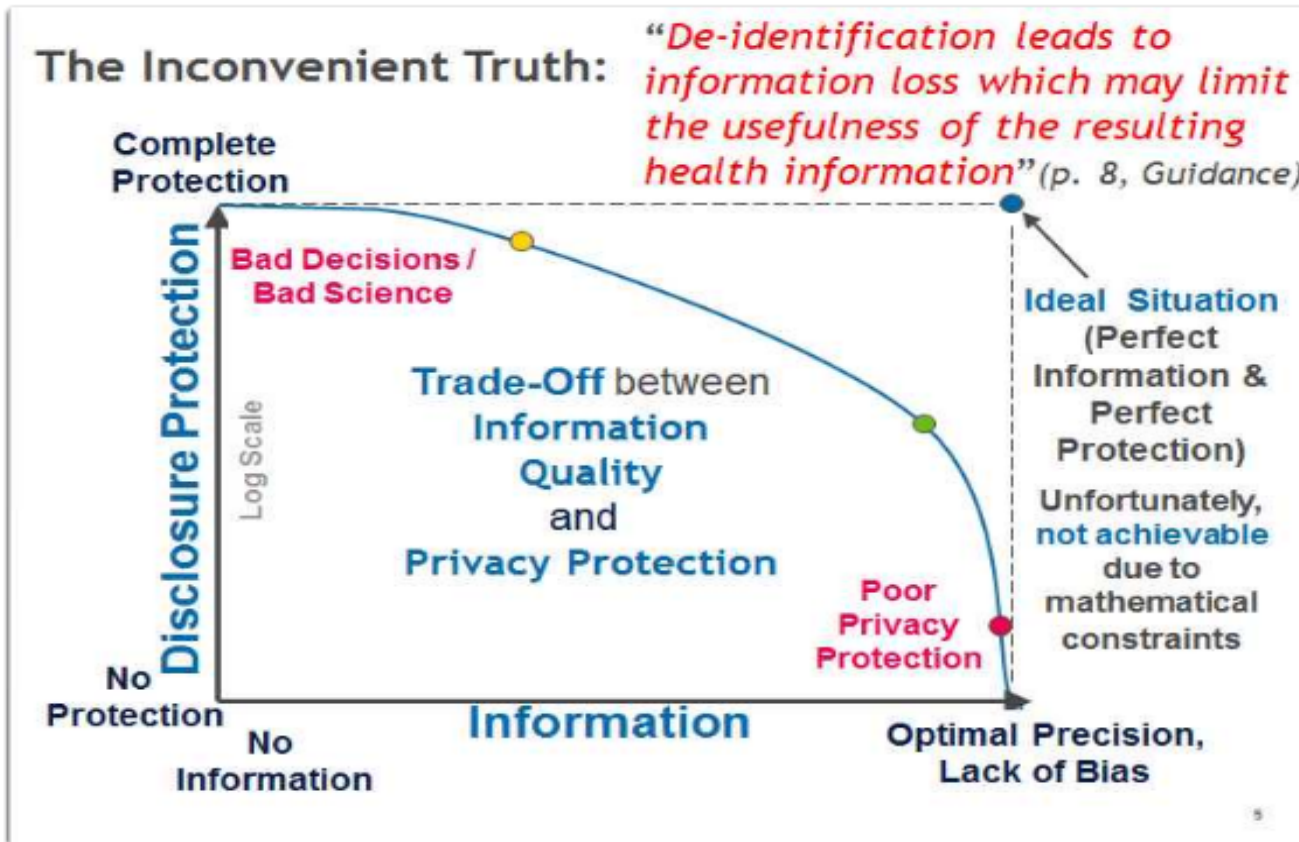 The Inconvenient Truth:
“De-identification leads to
information loss which may limit
the usefulness of the resulting
health information”(p. 8, Guidance)
Complete
Protection
Disclosure Protection
Log Scale
Bad Decisions /
Bad Science
Trade-Off between
Information
Quality
and
Privacy Protection
Ideal Situation
(Perfect
Information &
Perfect
Protection)
Unfortunately,
not achievable
due to
mathematical
constraints
Poor
Privacy
Protection
No
Protection
No
Information
Information
Optimal Precision,
Lack of Bias